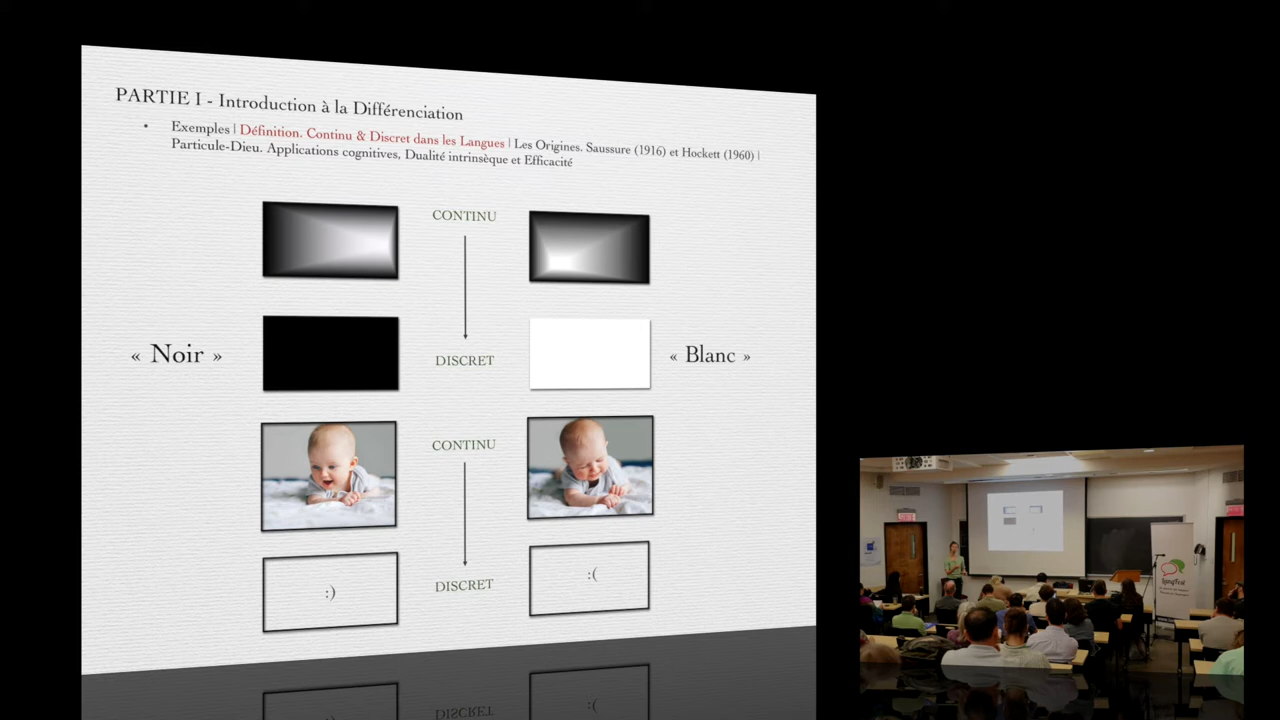 PARTIE I - Introduction à la Différenciation
• Exemples | Définition. Continu & Discret dans les Langues | Les Origines. Saussure (1916) et Hockett (1960) |
Particule-Dieu. Applications cognitives, Dualité intrinsèque et Efficacité
CONTINU
« Noir »
DISCRET
« Blanc »
CONTINU
:)
DISCRET
:(
LangFest